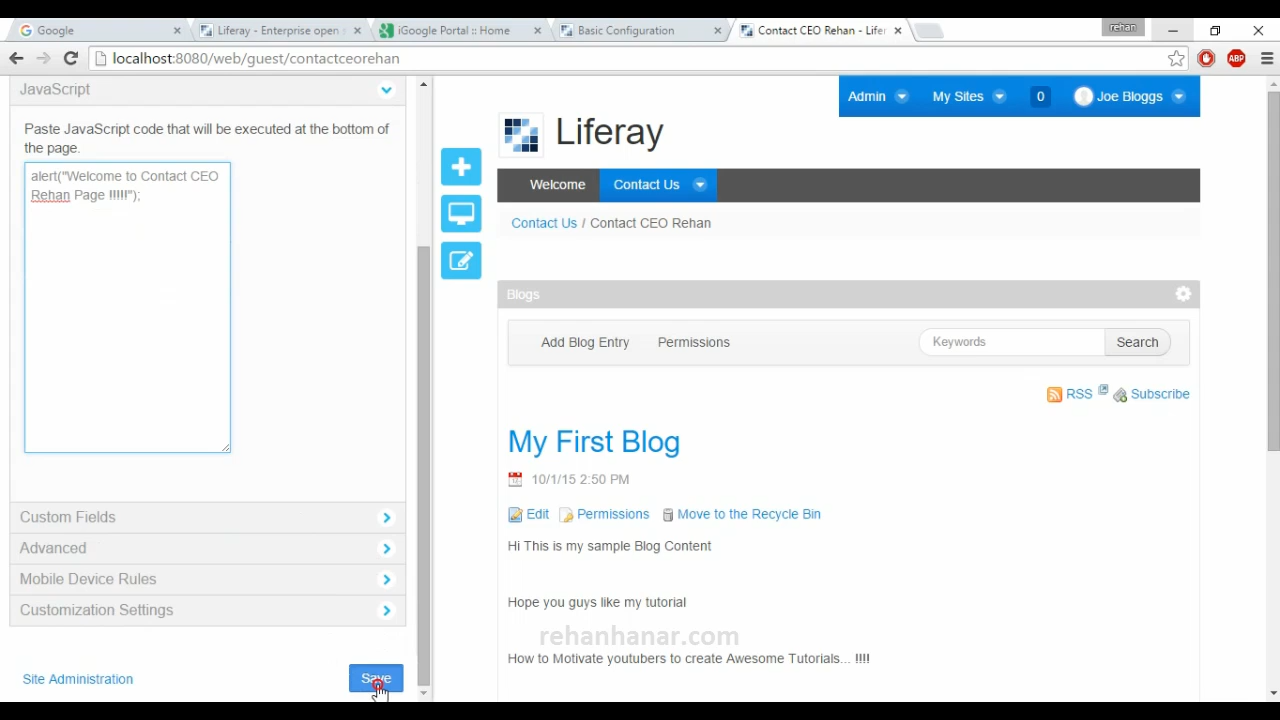 Google
Liferay - Enterprise open
iGoogle Portal :: Home
Basic Configuration
Contact CEO Rehan - Lifer
rehan
localhost:8080/web/guest/contactceorehan
ABP
JavaScript
Paste JavaScript code that will be executed at the bottom of
the page.
alert("Welcome to Contact CEO
Rehan Page !!!!!");
Custom Fields
Advanced
Mobile Device Rules
Customization Settings
Site Administration
Save
Admin
My Sites
0
Joe Bloggs
Liferay
Welcome
Contact Us
Contact Us / Contact CEO Rehan
Blogs
Add Blog Entry
Permissions
Keywords
Search
RSS
Subscribe
My First Blog
10/1/15 2:50 PM
Edit
Permissions
Move to the Recycle Bin
Hi This is my sample Blog Content
Hope you guys like my tutorial
rehanhanar.com
How to Motivate youtubers to create Awesome Tutorials... !!!!